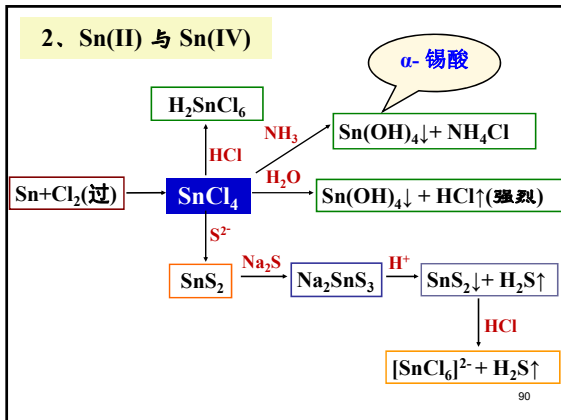 2、Sn(II) 与 Sn(IV)
α- 锡酸
H₂SnCl₆
NH₃
Sn(OH)₄↓+ NH₄Cl
HCl
H₂O
Sn+Cl₂(过)
SnCl₄
Sn(OH)₄↓ + HCl↑(强烈)
S²⁻
SnS₂
Na₂S
Na₂SnS₃
H⁺
SnS₂↓+ H₂S↑
HCl
[SnCl₆]²⁻ + H₂S↑
90